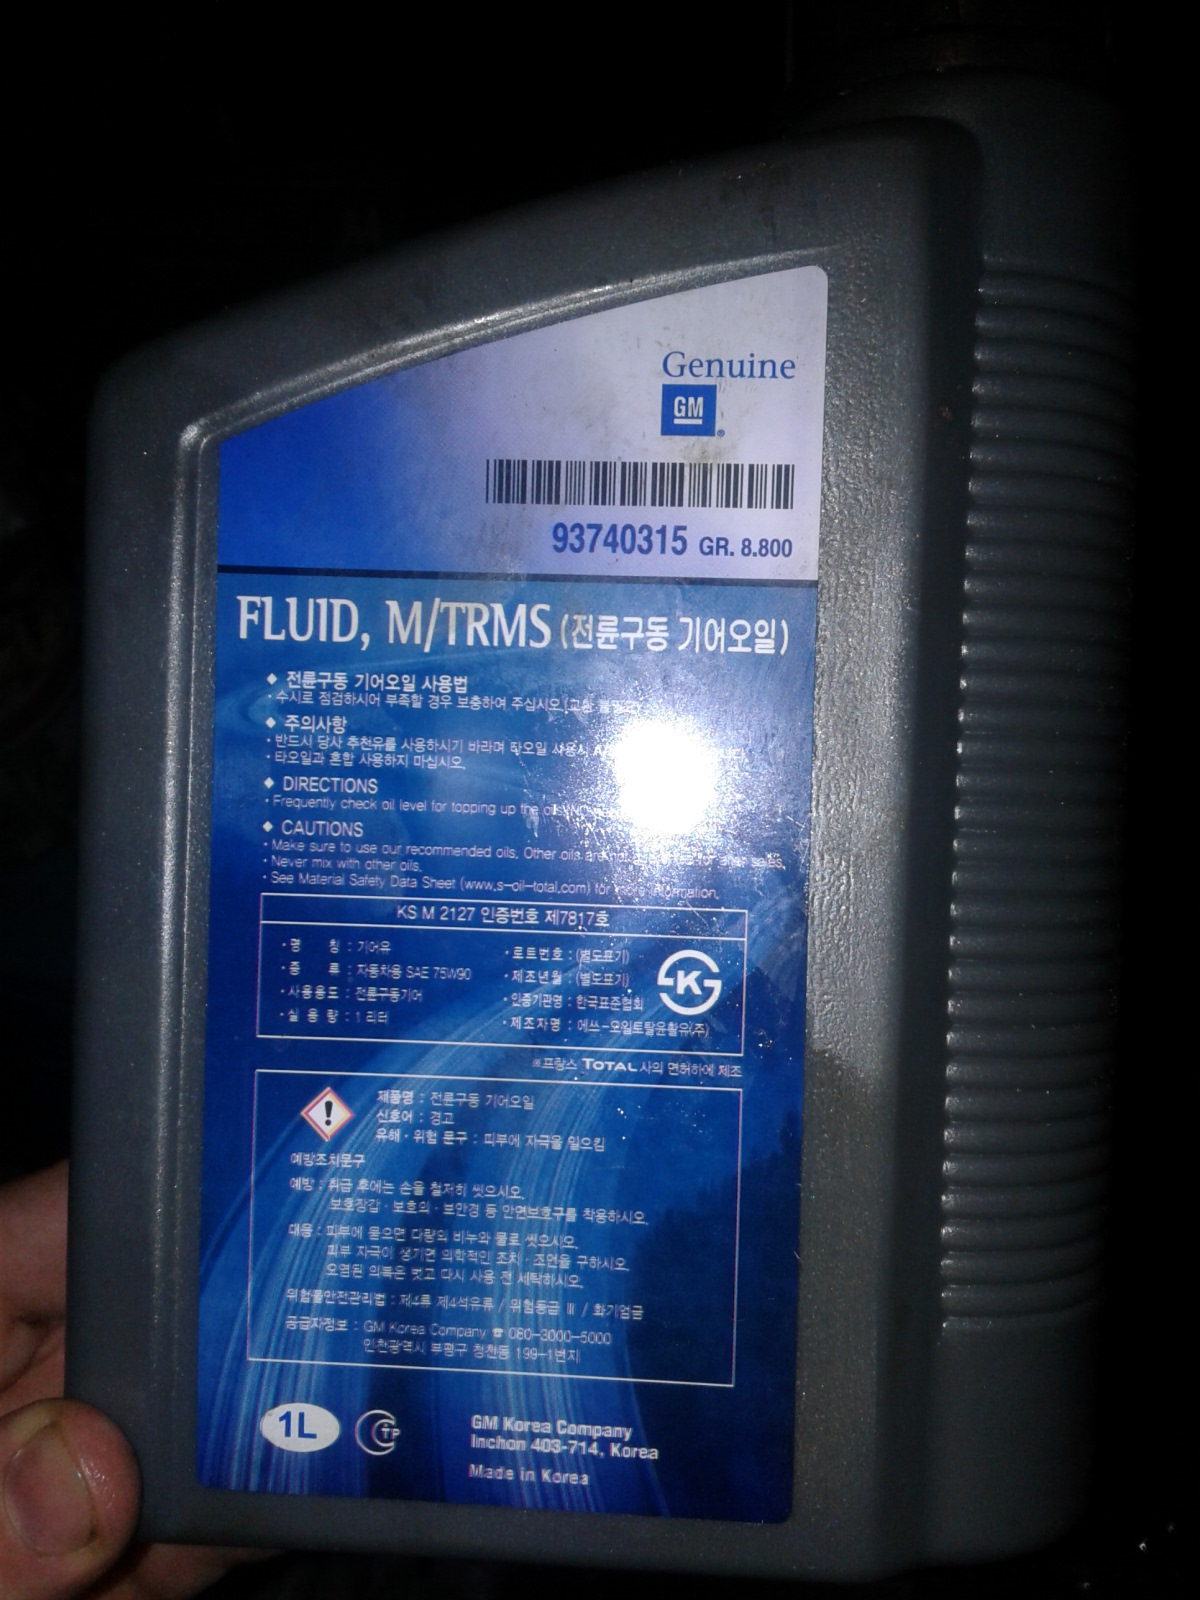 Genuine
GM
93740315 GR. 8.800
FLUID, M/TRMS (전륜구동 기어오일)
◆ 전륜구동 기어오일 사용법
· 수시로 점검하시어 부족할 경우 보충하여 주십시오.
◆ 주의사항
· 반드시 당사 추천유를 사용하시기 바라며 타오일 사용시
· 타오일과 혼합 사용하지 마십시오.
◆ DIRECTIONS
· Frequently check oil level for topping up the
◆ CAUTIONS
· Make sure to use our recommended oils. Other oils are for
· Never mix with other oils.
· See Material Safety Data Sheet (www.s-oil-total.com) for more information.
KS M 2127 인증번호 제7817호
· 명 칭 : 기어유
· 종 류 : 자동차용 SAE 75W90
· 사용용도 : 전륜구동기어
· 실 용 량 : 1 리터
· 로트번호 : (별도표기)
· 제조년월 : (별도표기)
· 인증기관명 : 한국표준협회
· 제조자명 : 에쓰-오일토탈윤활유(주)
K
※프랑스 TOTAL 사의 면허하에 제조
제품명 : 전륜구동 기어오일
신호어 : 경고
유해 · 위험 문구 : 피부에 자극을 일으킴
예방조치문구
예방 : 취급 후에는 손을 철저히 씻으시오.
보호장갑 · 보호의 · 보안경 등 안면보호구를 착용하시오.
대응 : 피부에 묻으면 다량의 비누와 물로 씻으시오.
피부 자극이 생기면 의학적인 조치 · 조언을 구하시오.
오염된 의복은 벗고 다시 사용 전 세탁하시오.
위험물안전관리법 : 제4류 제4석유류 / 위험등급 III / 화기엄금
공급자정보 : GM Korea Company ☎ 080-3000-5000
인천광역시 부평구 청천동 199-1번지
1L
GM Korea Company
Inchon 403-714, Korea
Made in Korea